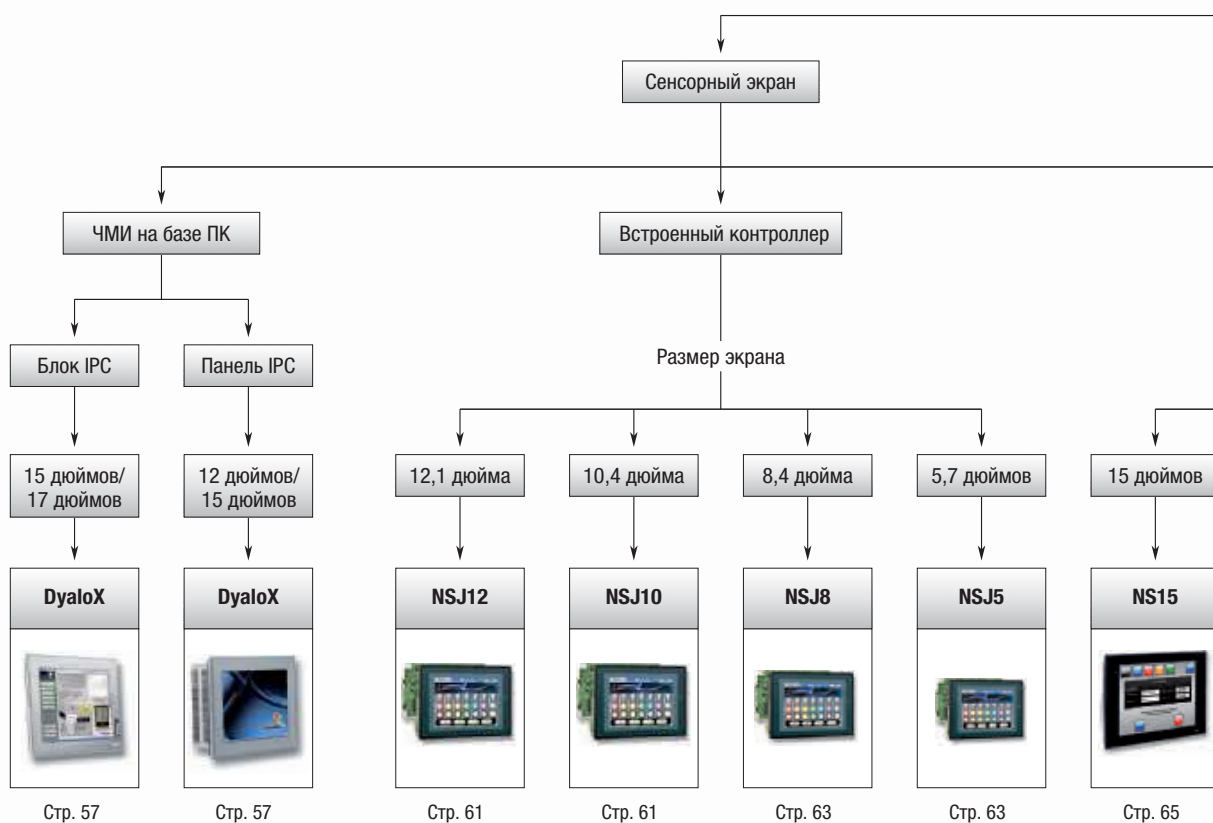 Сенсорный экран
ЧМИ на базе ПК
Встроенный контроллер
Блок IPC
Панель IPC
Размер экрана
15 дюймов/
17 дюймов
12 дюймов/
15 дюймов
12,1 дюйма
10,4 дюйма
8,4 дюйма
5,7 дюймов
15 дюймов
DyaloX
DyaloX
NSJ12
NSJ10
NSJ8
NSJ5
NS15
Стр. 57
Стр. 57
Стр. 61
Стр. 61
Стр. 63
Стр. 63
Стр. 65